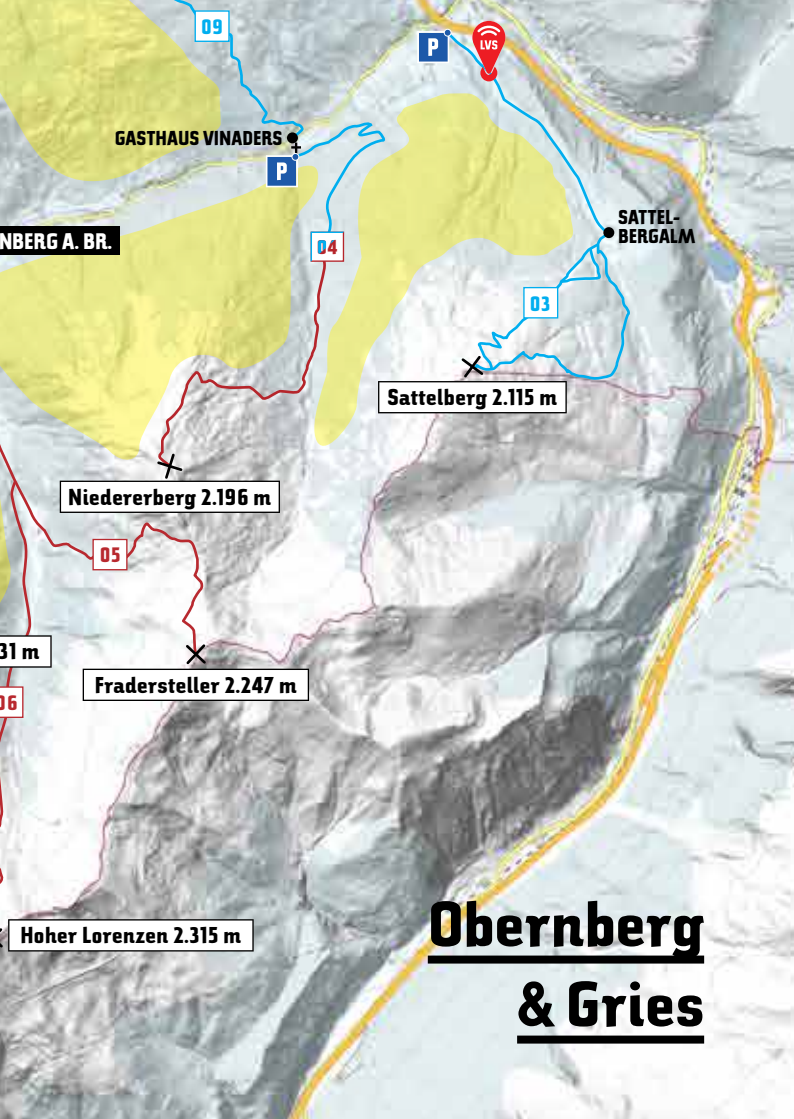 09
P
LVS
GASTHAUS VINADERS
P
SATTEL-
BERGALM
NBERG A. BR.
04
03
Sattelberg 2.115 m
Niedererberg 2.196 m
05
31 m
Fradersteller 2.247 m
06
Hoher Lorenzen 2.315 m
Obernberg
& Gries